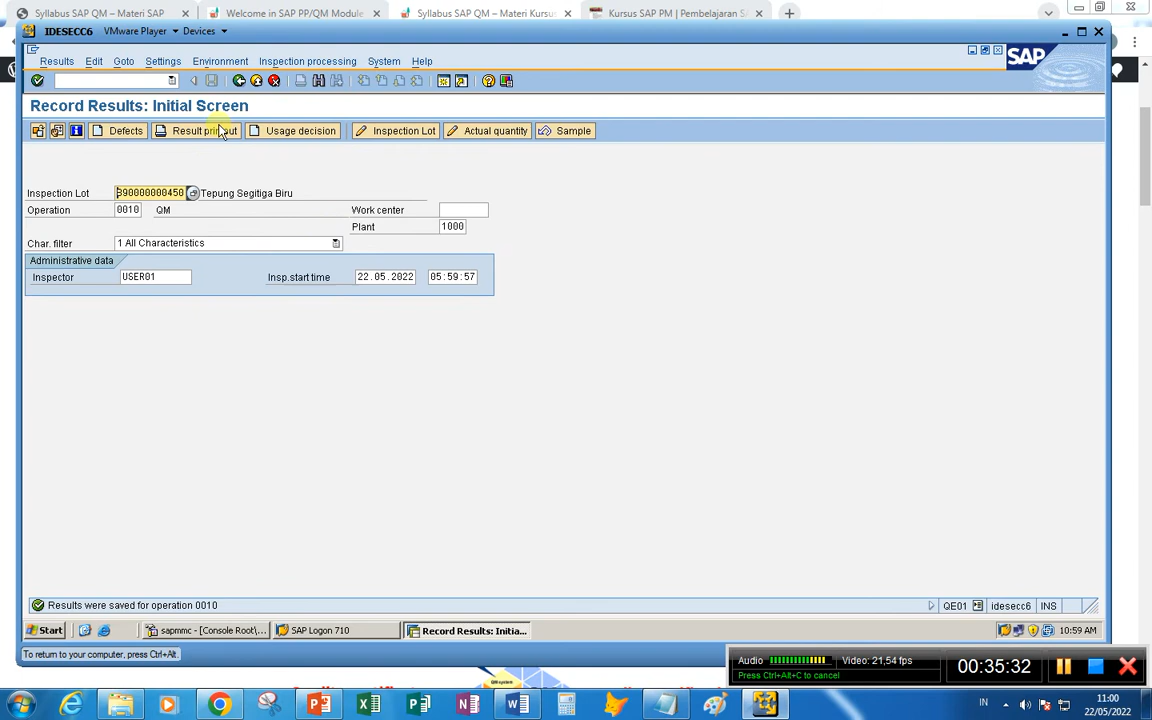 Syllabus SAP QM – Materi SAP
Welcome in SAP PP/QM Module
Syllabus SAP QM – Materi Kursus
Kursus SAP PM | Pembelajaran SA
IDESECC6
VMware Player
Devices
Results
Edit
Goto
Settings
Environment
Inspection processing
System
Help
SAP
Record Results: Initial Screen
Defects
Result printout
Usage decision
Inspection Lot
Actual quantity
Sample
Inspection Lot
890000000450
Tepung Segitiga Biru
Operation
0010
QM
Work center
Plant
1000
Char. filter
1 All Characteristics
Administrative data
Inspector
USER01
Insp.start time
22.05.2022
05:59:57
Results were saved for operation 0010
QE01
idesecc6
INS
Start
sapmmc - [Console Root\...
SAP Logon 710
Record Results: Initia...
10:59 AM
To return to your computer, press Ctrl+Alt.
Audio
Video: 21,54 fps
Press Ctrl+Alt+C to cancel
00:35:32
IN
11:00
22/05/2022